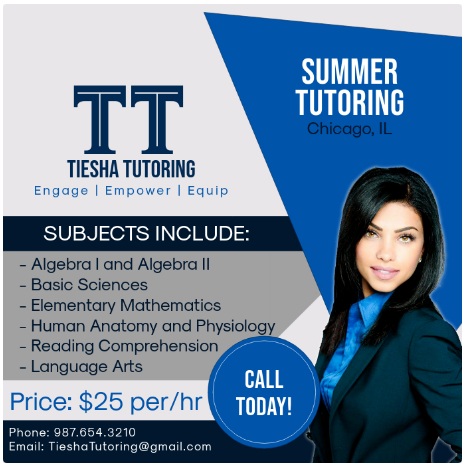 TT
TIESHA TUTORING
Engage | Empower | Equip
SUMMER
TUTORING
Chicago, IL
SUBJECTS INCLUDE:
- Algebra I and Algebra II
- Basic Sciences
- Elementary Mathematics
- Human Anatomy and Physiology
- Reading Comprehension
- Language Arts
Price: $25 per/hr
CALL
TODAY!
Phone: 987.654.3210
Email: TieshaTutoring@gmail.com